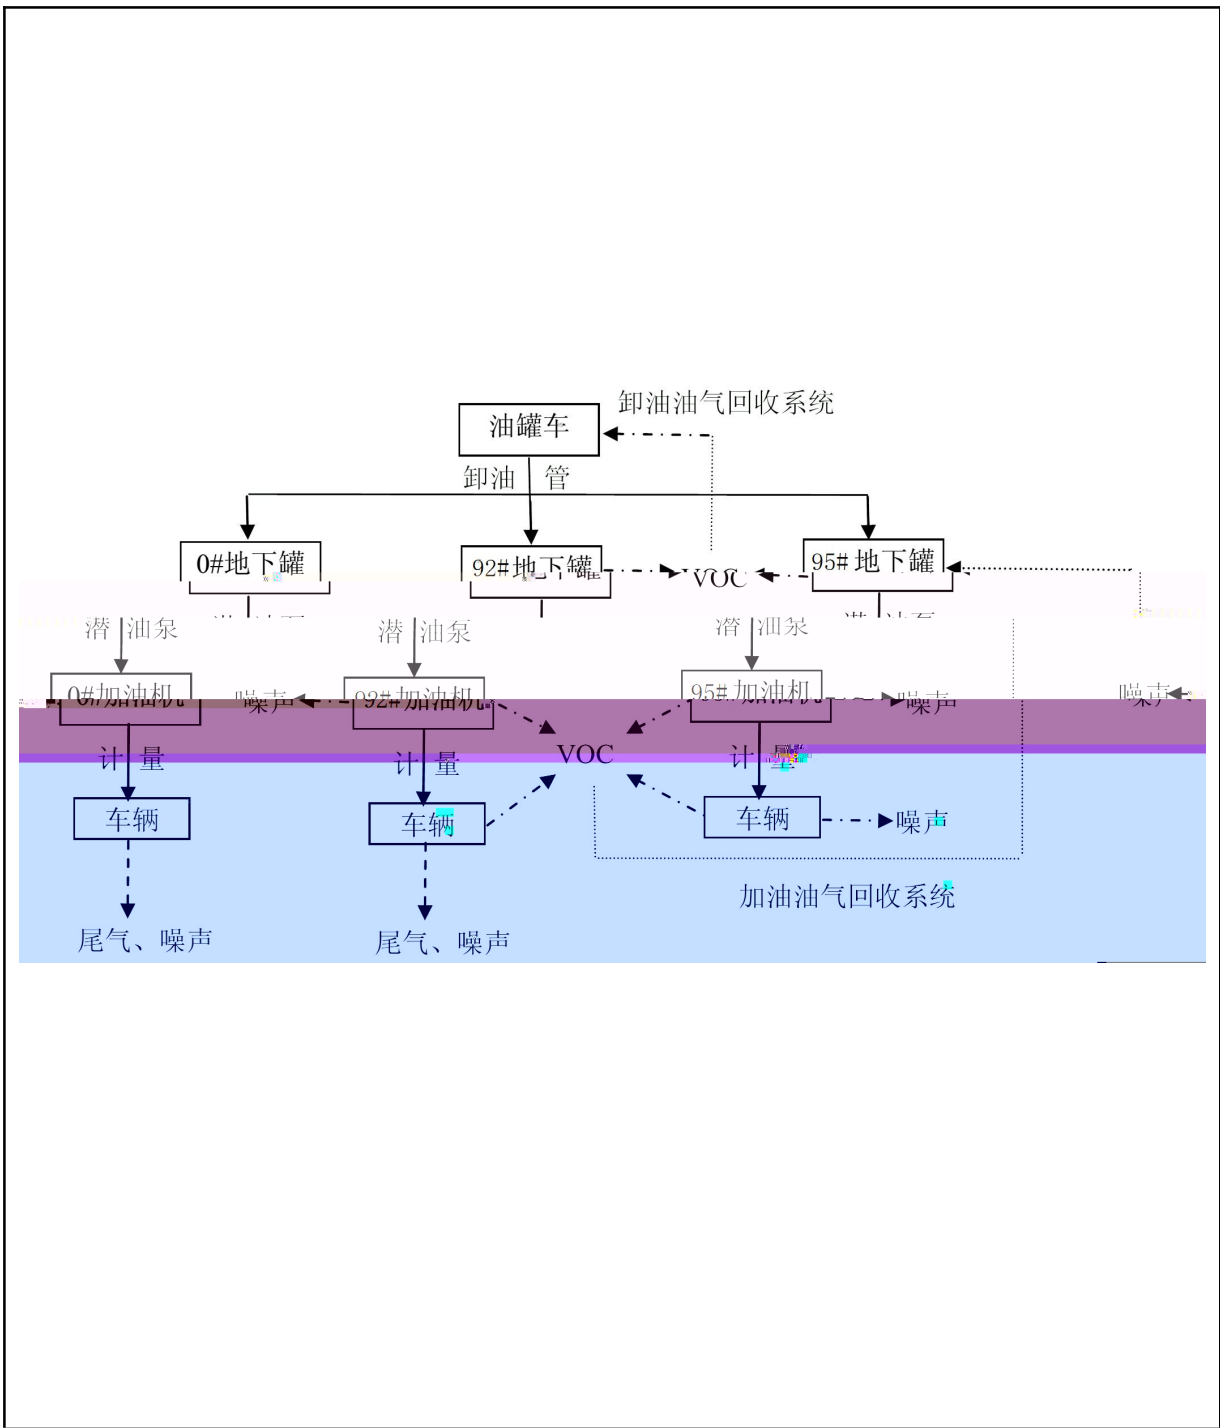 卸油油气回收系统
油罐车
卸油 管
0#地下罐 92#地下罐 VOC 95#地下罐
潜 油泵 潜 油泵 潜 油泵
0#加油机 噪声 92#加油机 95#加油机 噪声 噪声
计 量 计 量 VOC 计 量
车辆 车辆 车辆 噪声
加油油气回收系统
尾气、噪声 尾气、噪声